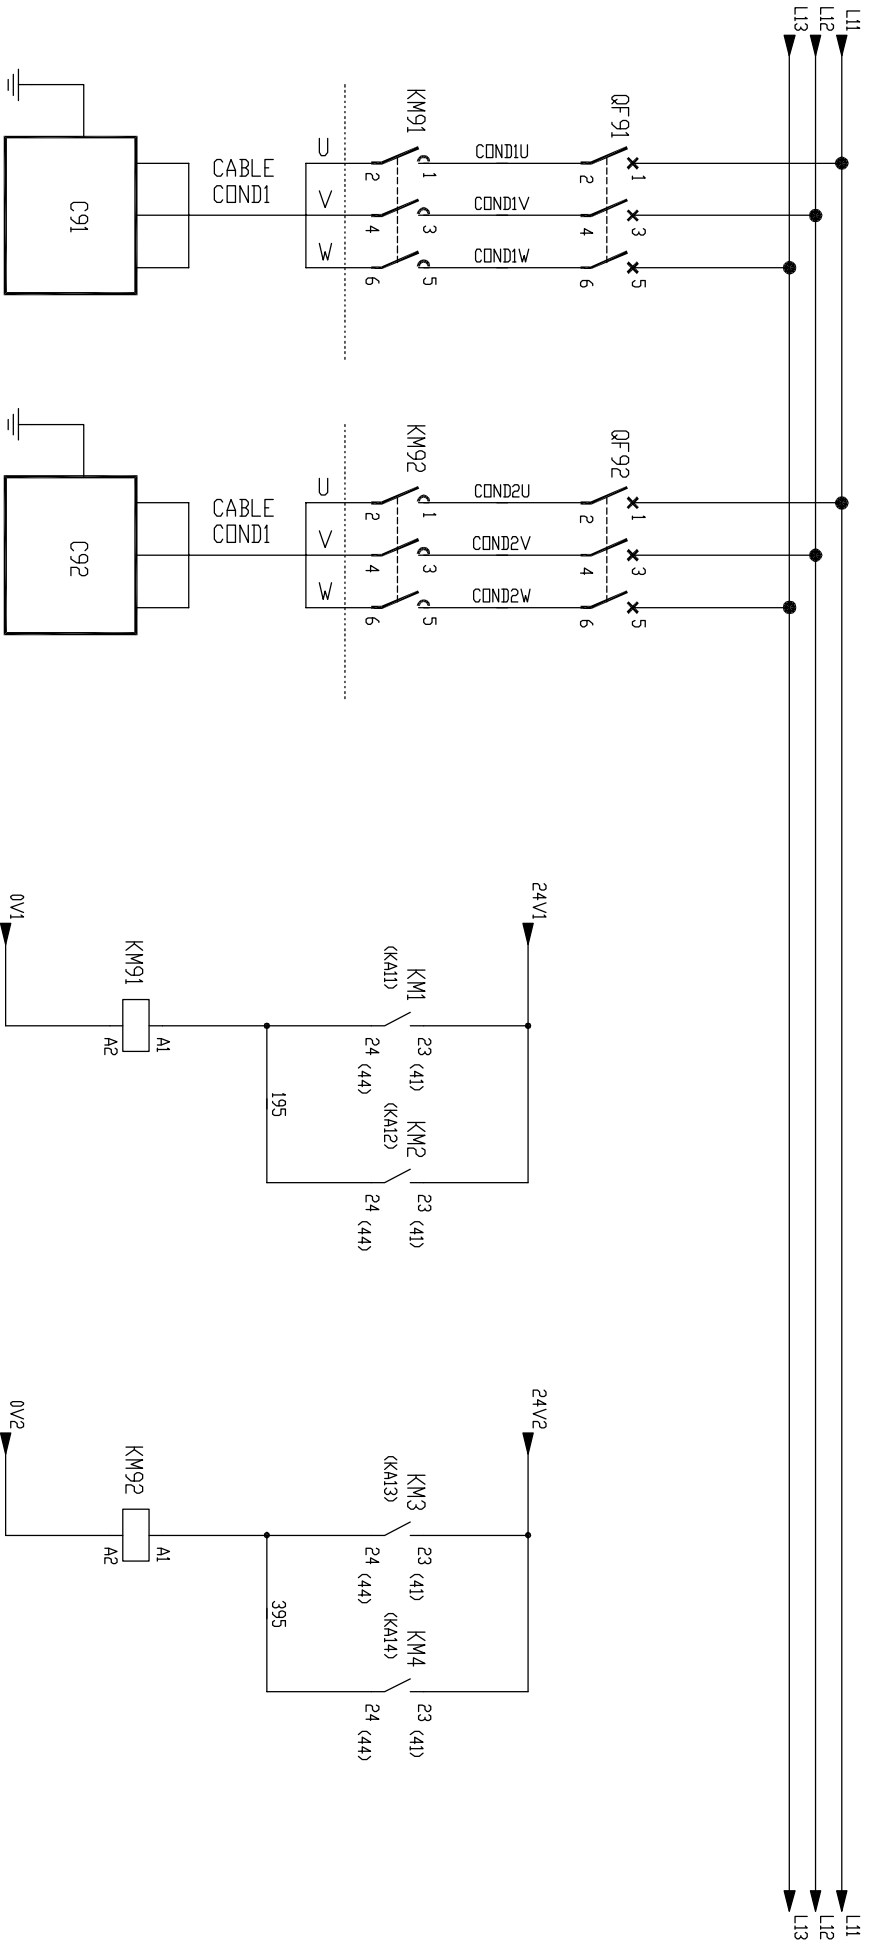 L11
L12
L13
L11
L12
L13
QF91
1
3
5
2
4
6
COND1U
COND1V
COND1W
KM91
1
3
5
2
4
6
U
V
W
CABLE
COND1
C91
QF92
1
3
5
2
4
6
COND2U
COND2V
COND2W
KM92
1
3
5
2
4
6
U
V
W
CABLE
COND1
C92
24V1
KM1
(KA11)
23 (41)
24 (44)
KM2
(KA12)
23 (41)
24 (44)
195
KM91
A1
A2
0V1
24V2
KM3
(KA13)
23 (41)
24 (44)
KM4
(KA14)
23 (41)
24 (44)
395
KM92
A1
A2
0V2